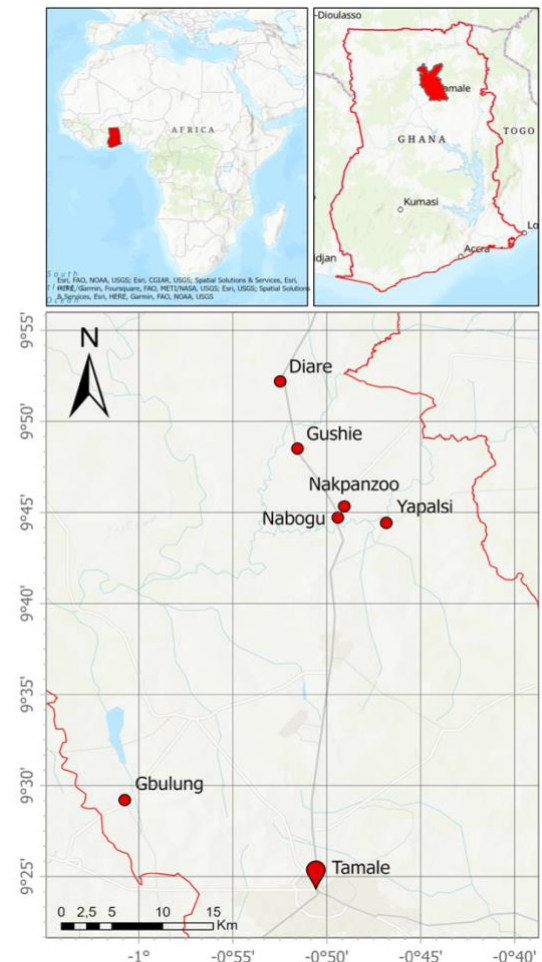 AFRICA
South
Esri, FAO, NOAA, USGS; Esri, CGIAR, USGS; Spatial Solutions & Services, Esri,
HERE, Garmin, Foursquare, FAO, METI/NASA, USGS; Esri, USGS; Spatial Solutions
& Services, Esri, HERE, Garmin, FAO, NOAA, USGS
Ocean
-Dioulasso
amale
GHANA
TOGO
Kumasi
Lo
djan
Accra
N
9°55'
Diare
9°50'
Gushie
Nakpanzoo
9°45'
Yapalsi
Nabogu
9°40'
9°35'
9°30'
Gbulung
9°25'
Tamale
0 2,5 5 10 15
Km
-1° -0°55' -0°50' -0°45' -0°40'